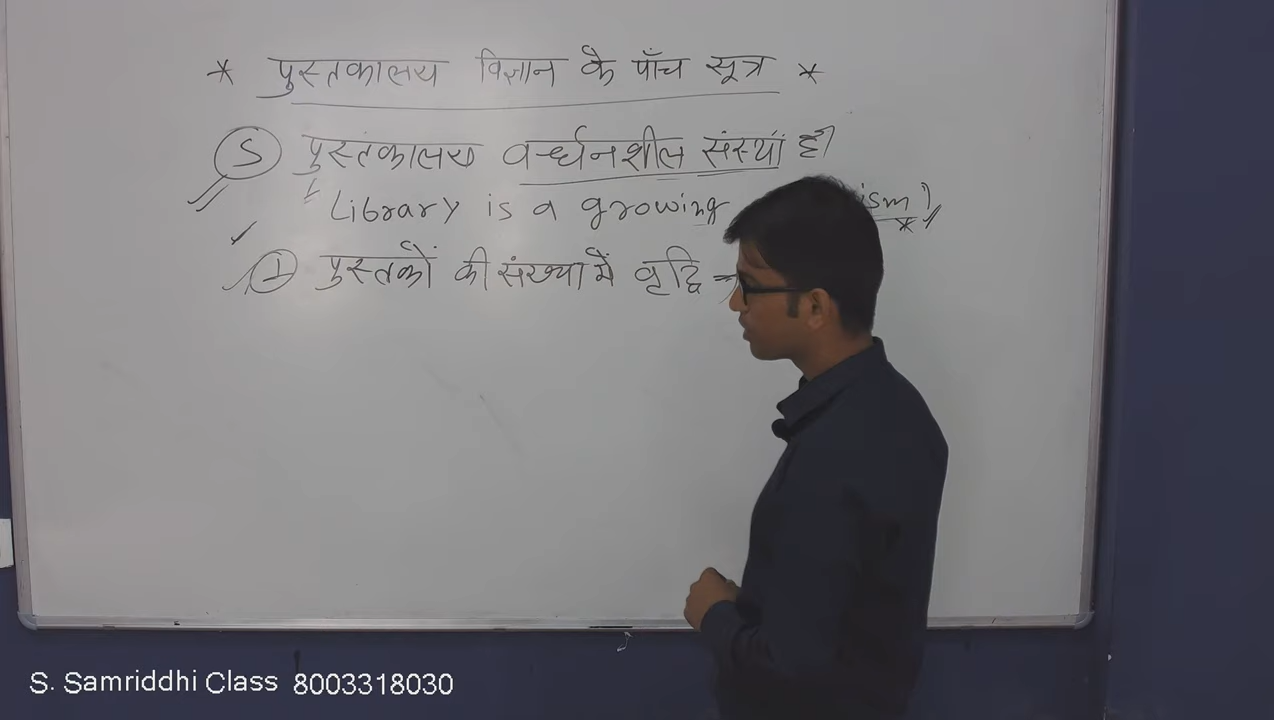 * पुस्तकालय विज्ञान के पाँच सूत्र *
5 पुस्तकालय वर्ध्धनशील संस्था है
Library is a growing ism)
1 पुस्तकों की संख्या में वृद्धि →
S. Samriddhi Class 8003318030